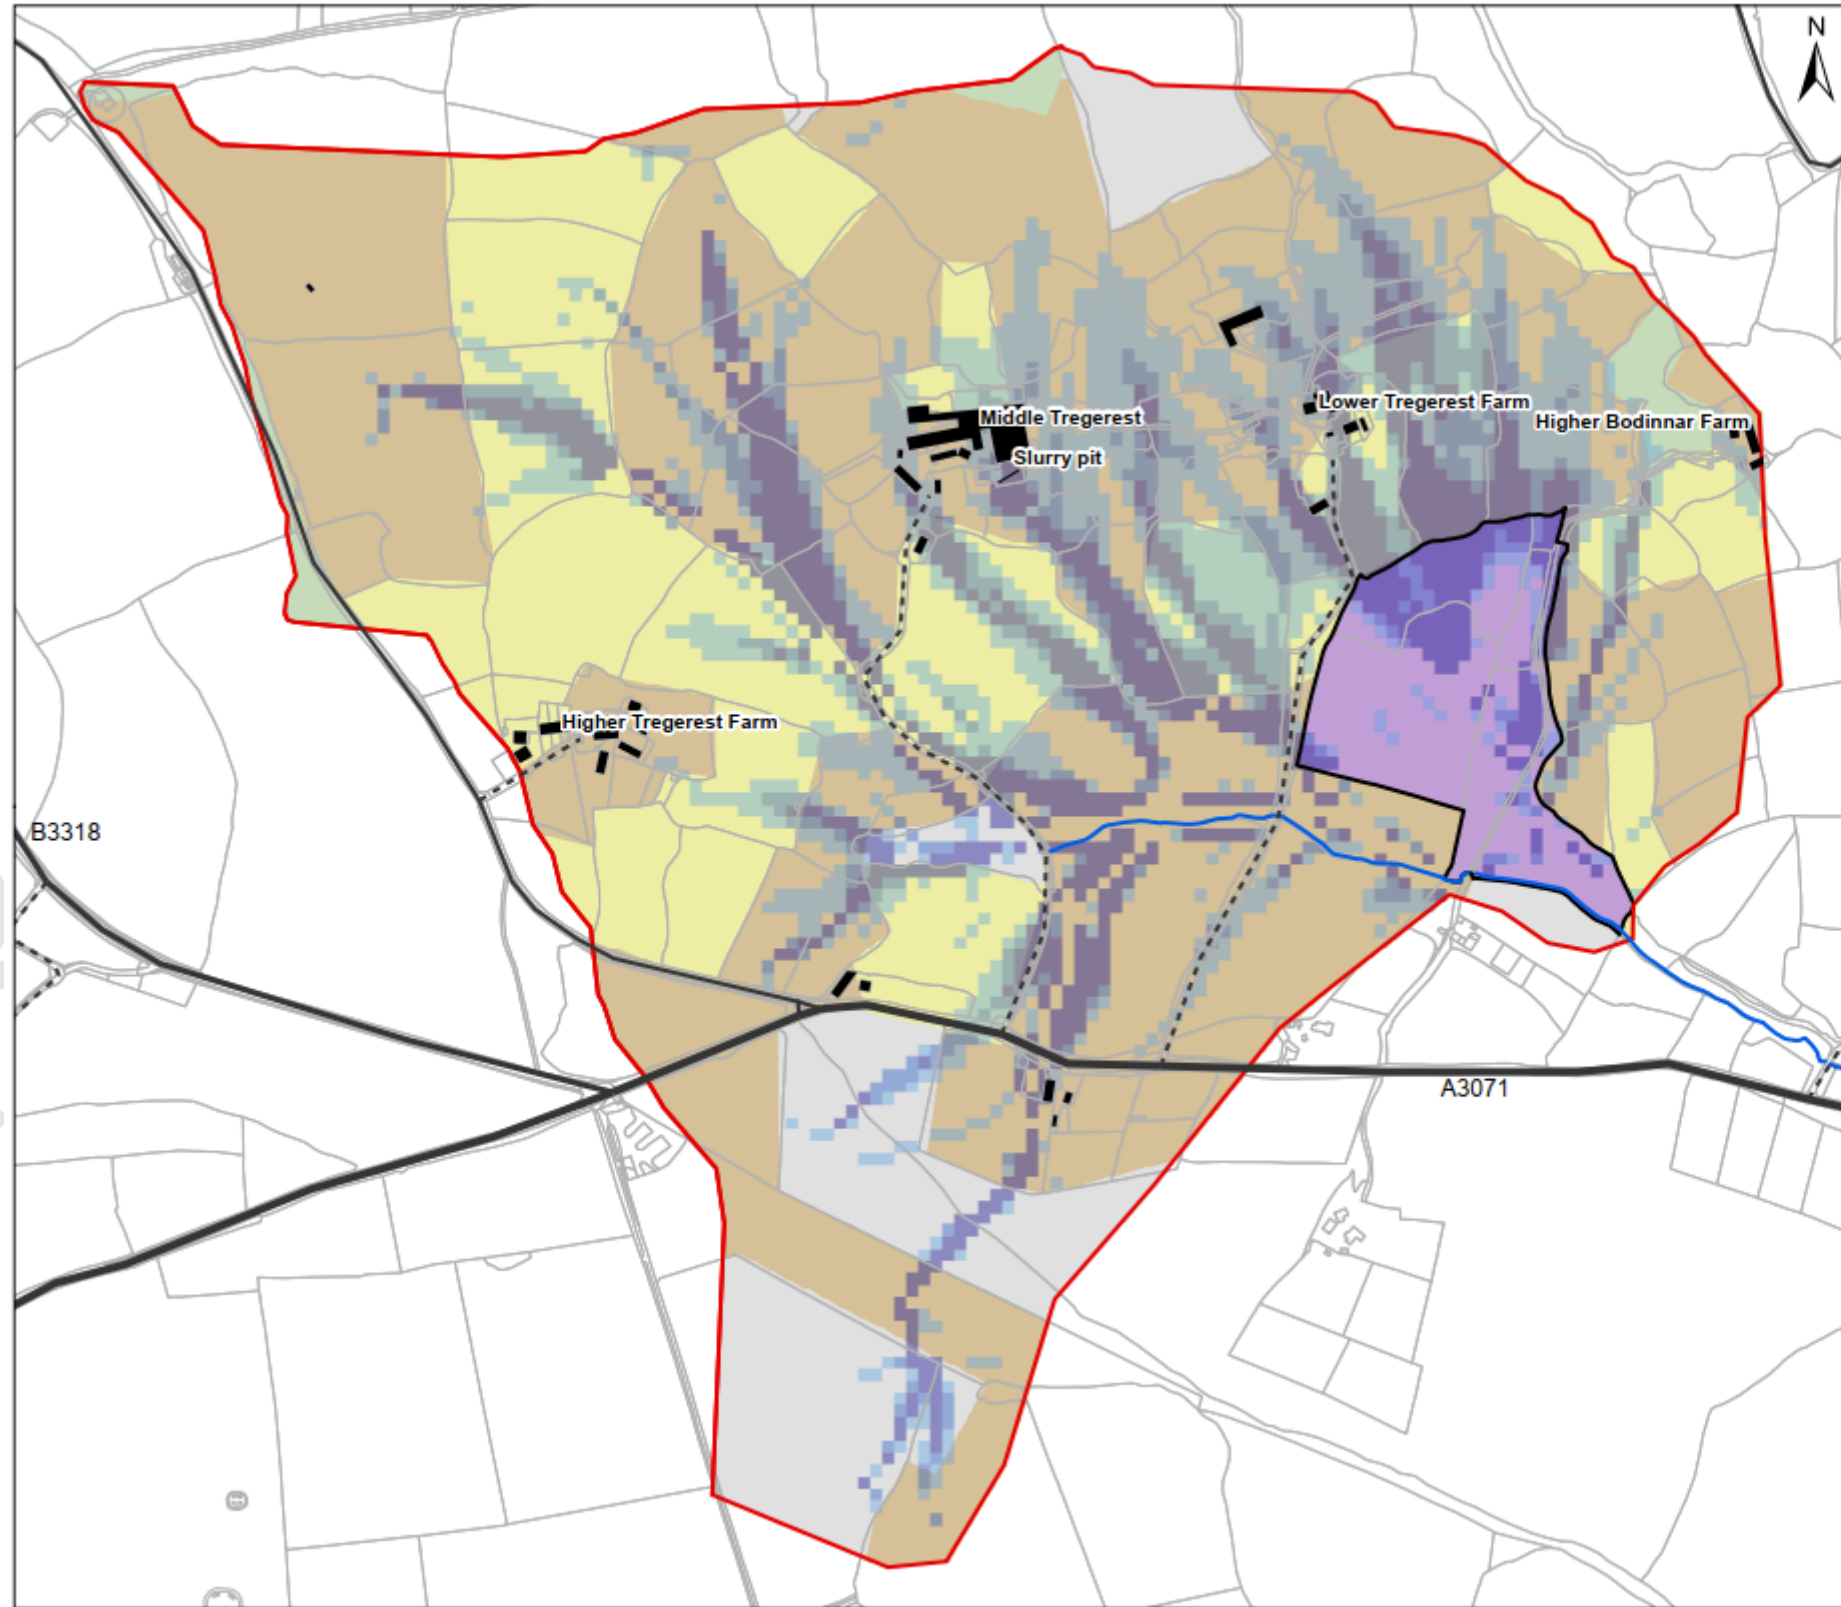 N
Middle Tregerest
Lower Tregerest Farm
Higher Bodinnar Farm
Slurry pit
Higher Tregerest Farm
B3318
A3071